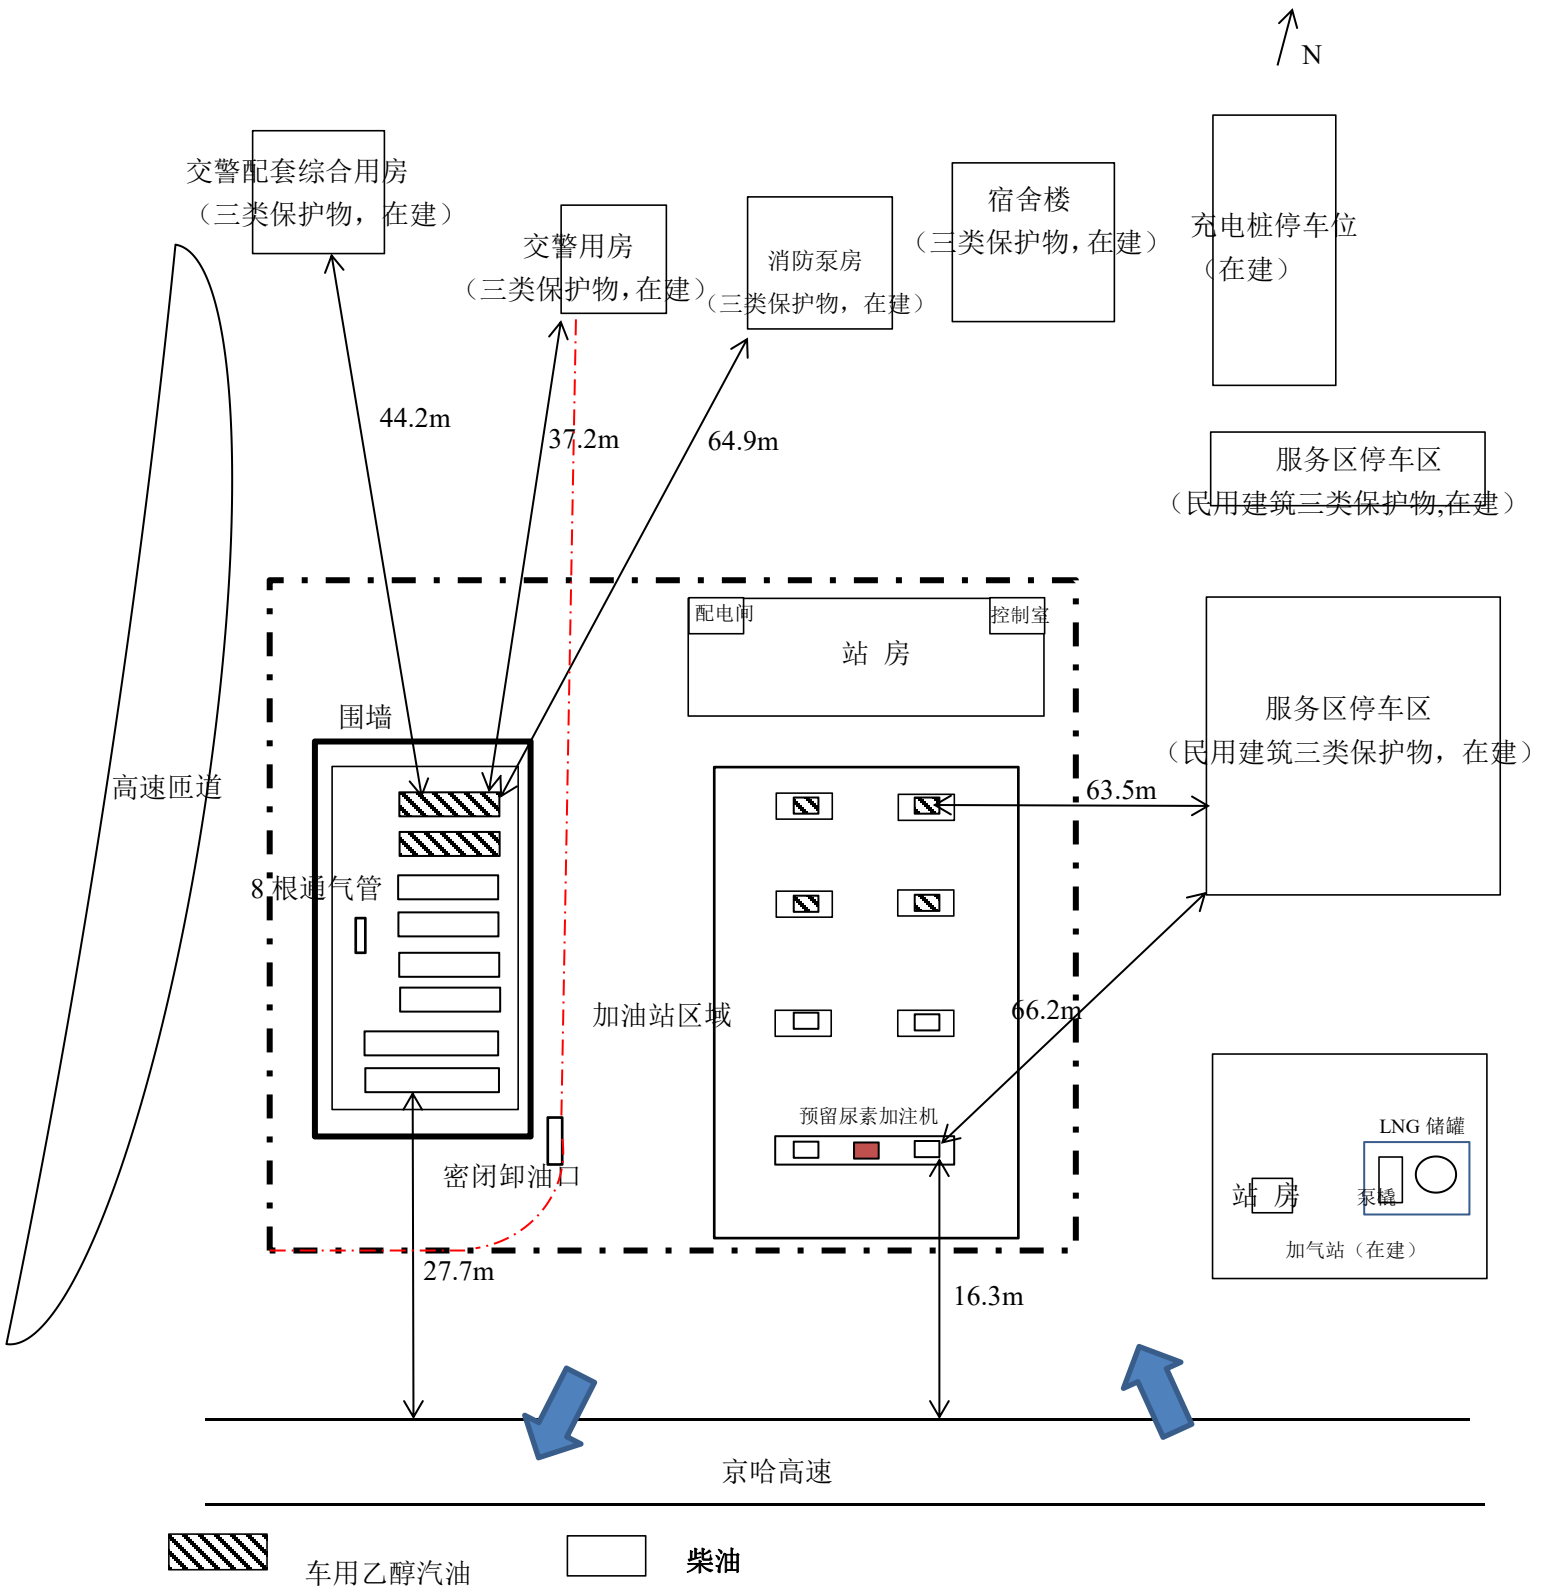 N
交警配套综合用房
（三类保护物，在建）
交警用房
（三类保护物,在建）
消防泵房
（三类保护物，在建）
宿舍楼
（三类保护物,在建）
充电桩停车位
（在建）
44.2m
37.2m
64.9m
服务区停车区
（民用建筑三类保护物,在建）
配电间
控制室
站 房
围墙
服务区停车区
（民用建筑三类保护物，在建）
高速匝道
63.5m
8根通气管
加油站区域
66.2m
预留尿素加注机
LNG 储罐
密闭卸油口
站 房
泵橇
加气站（在建）
27.7m
16.3m
京哈高速
车用乙醇汽油
柴油